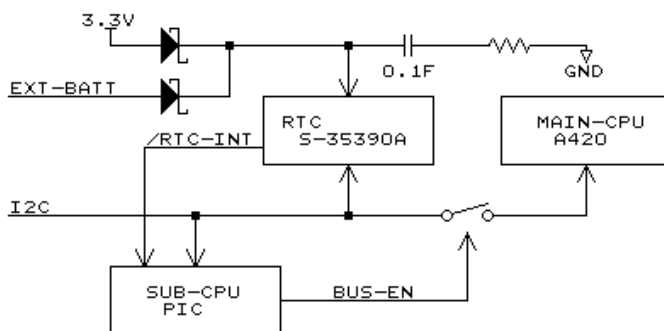 3.3V
EXT-BATT
0.1F
GND
RTC
S-35390A
MAIN-CPU
A420
/RTC-INT
I2C
SUB-CPU
PIC
BUS-EN